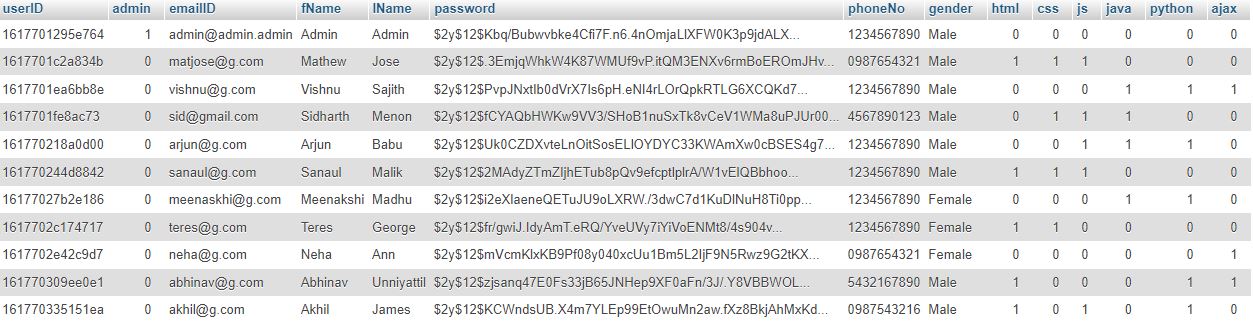 userID admin emailID fName lName password phoneNo gender html css js java python ajax
1617701295e764 1 admin@admin.admin Admin Admin $2y$12$Kbq/Bubwvbke4Cfi7F.n6.4nOmjaLlXFW0K3p9jdALX... 1234567890 Male 0 0 0 0 0 0
1617701c2a834b 0 matjose@g.com Mathew Jose $2y$12$.3EmjqWhkW4K87WMUf9vP.itQM3ENXv6rmBoEROmJHv... 0987654321 Male 1 1 1 0 0 0
1617701ea6bb8e 0 vishnu@g.com Vishnu Sajith $2y$12$PvpJNxtIb0dVrX7Is6pH.eNI4rLOrQpkRTLG6XCQKd7... 1234567890 Male 0 0 0 1 1 1
1617701fe8ac73 0 sid@gmail.com Sidharth Menon $2y$12$fCYAQbHWKw9VV3/SHoB1nuSxTk8vCeV1WMa8uPJUr00... 4567890123 Male 0 1 1 1 0 0
161770218a0d00 0 arjun@g.com Arjun Babu $2y$12$Uk0CZDXvteLnOitSosELIOYDYC33KWAmXw0cBSES4g7... 1234567890 Male 0 0 1 1 1 0
161770244d8842 0 sanaul@g.com Sanaul Malik $2y$12$2MAdyZTmZljhETub8pQv9efcptlplrA/W1vEIQBbhoo... 1234567890 Male 1 1 1 0 0 0
16177027b2e186 0 meenaskhi@g.com Meenakshi Madhu $2y$12$i2eXlaeneQETuJU9oLXRW./3dwC7d1KuDlNuH8Ti0pp... 1234567890 Female 0 0 0 1 1 0
1617702c174717 0 teres@g.com Teres George $2y$12$fr/gwiJ.IdyAmT.eRQ/YveUVy7iYiVoENMt8/4s904v... 1234567890 Female 1 1 0 0 0 0
1617702e42c9d7 0 neha@g.com Neha Ann $2y$12$mVcmKlxKB9Pf08y040xcUu1Bm5L2ljF9N5Rwz9G2tKX... 0987654321 Female 0 0 0 0 0 1
161770309ee0e1 0 abhinav@g.com Abhinav Unniyattil $2y$12$zjsanq47E0Fs33jB65JNHep9XF0aFn/3J/.Y8VBBWOL... 5432167890 Male 0 0 0 0 1 1
161770335151ea 0 akhil@g.com Akhil James $2y$12$KCWndsUB.X4m7YLEp99EtOwuMn2aw.fXz8BkjAhMxKd... 0987543216 Male 1 0 1 0 1 0